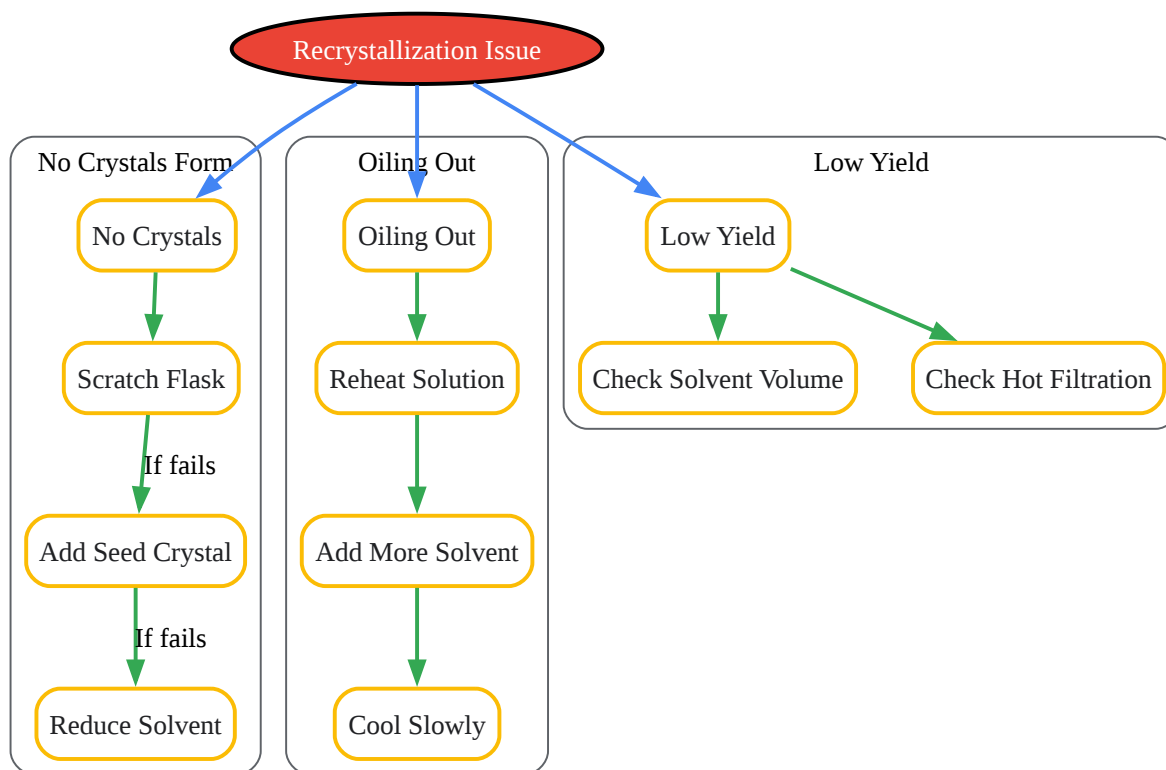 Recrystallization Issue
No Crystals Form
No Crystals
Scratch Flask
If fails
Add Seed Crystal
If fails
Reduce Solvent
Oiling Out
Oiling Out
Reheat Solution
Add More Solvent
Cool Slowly
Low Yield
Low Yield
Check Solvent Volume
Check Hot Filtration